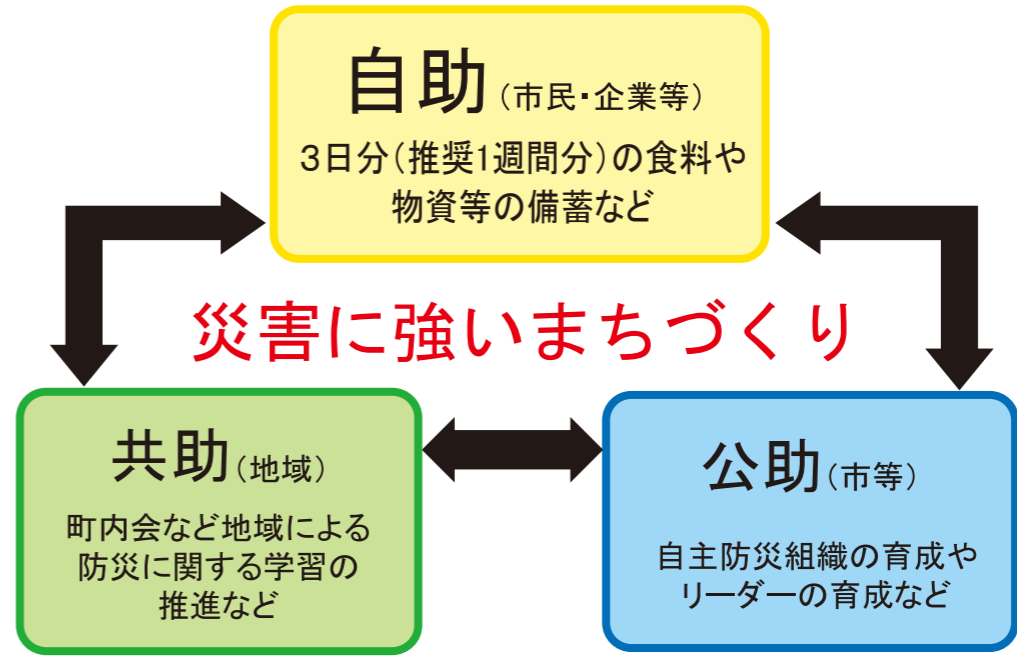 自助（市民・企業等）
3日分（推奨1週間分）の食料や
物資等の備蓄など
災害に強いまちづくり
共助（地域）
町内会など地域による
防災に関する学習の
推進など
公助（市等）
自主防災組織の育成や
リーダーの育成など